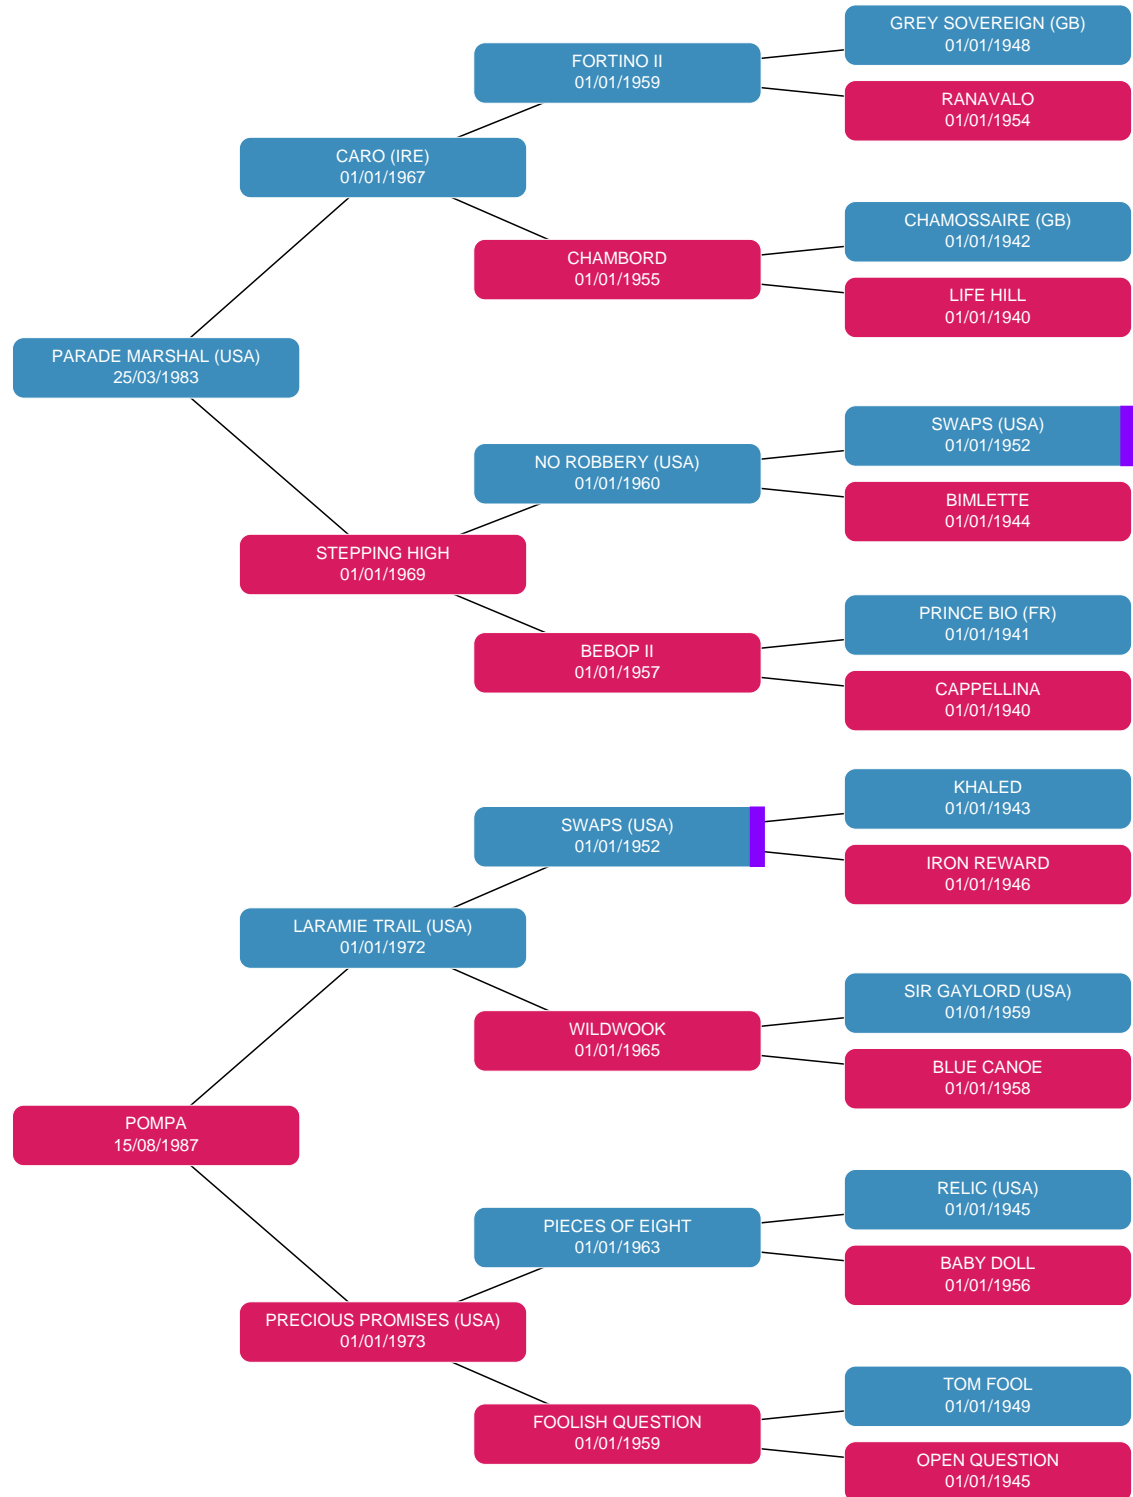 GREY SOVEREIGN (GB)
01/01/1948
FORTINO II
01/01/1959
RANAVALO
01/01/1954
CARO (IRE)
01/01/1967
CHAMOSSAIRE (GB)
01/01/1942
CHAMBORD
01/01/1955
LIFE HILL
01/01/1940
PARADE MARSHAL (USA)
25/03/1983
SWAPS (USA)
01/01/1952
NO ROBBERY (USA)
01/01/1960
BIMLETTE
01/01/1944
STEPPING HIGH
01/01/1969
PRINCE BIO (FR)
01/01/1941
BEBOP II
01/01/1957
CAPPELLINA
01/01/1940
KHALED
01/01/1943
SWAPS (USA)
01/01/1952
IRON REWARD
01/01/1946
LARAMIE TRAIL (USA)
01/01/1972
SIR GAYLORD (USA)
01/01/1959
WILDWOOK
01/01/1965
BLUE CANOE
01/01/1958
POMPA
15/08/1987
RELIC (USA)
01/01/1945
PIECES OF EIGHT
01/01/1963
BABY DOLL
01/01/1956
PRECIOUS PROMISES (USA)
01/01/1973
TOM FOOL
01/01/1949
FOOLISH QUESTION
01/01/1959
OPEN QUESTION
01/01/1945